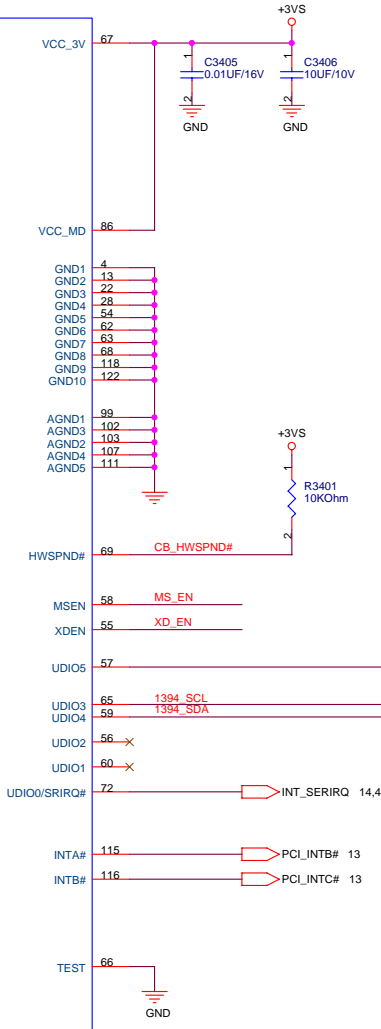 +3VS
VCC_3V 67
1 C3405 0.01UF/16V 2
GND
1 C3406 10UF/10V 2
GND
VCC_MD 86
GND1 4
GND2 13
GND3 22
GND4 28
GND5 54
GND6 62
GND7 63
GND8 68
GND9 118
GND10 122
AGND1 99
AGND3 102
AGND2 103
AGND4 107
AGND5 111
+3VS
1
R3401
10KOhm
2
HWSPND# 69 CB_HWSPND#
MSEN 58 MS_EN
XDEN 55 XD_EN
UDIO5 57
UDIO3 65 1394_SCL
UDIO4 59 1394_SDA
UDIO2 56
UDIO1 60
UDIO0/SRIRQ# 72 INT_SERIRQ 14,4
INTA# 115 PCI_INTB# 13
INTB# 116 PCI_INTC# 13
TEST 66
GND